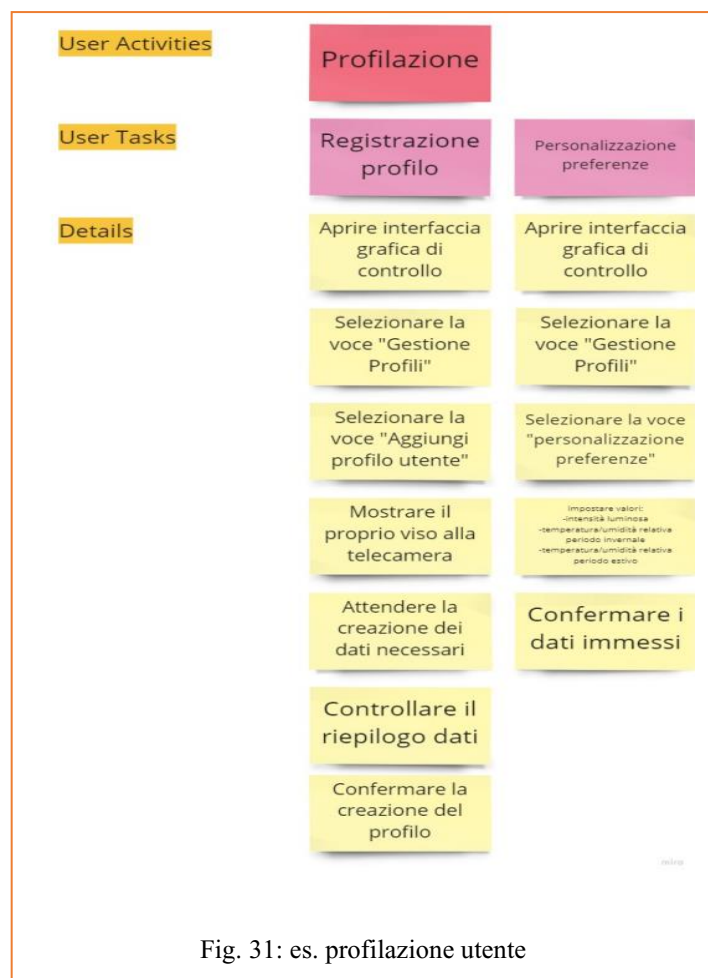 User Activities
Profilazione
User Tasks
Registrazione
profilo
Personalizzazione
preferenze
Details
Aprire interfaccia
grafica di
controllo
Aprire interfaccia
grafica di
controllo
Selezionare la
voce "Gestione
Profili"
Selezionare la
voce "Gestione
Profili"
Selezionare la
voce "Aggiungi
profilo utente"
Selezionare la voce
"personalizzazione
preferenze"
Mostrare il
proprio viso alla
telecamera
Impostare valori:
-intensità luminosa
-temperatura/umidità relativa
periodo invernale
-temperatura/umidità relativa
periodo estivo
Attendere la
creazione dei
dati necessari
Confermare i
dati immessi
Controllare il
riepilogo dati
Confermare la
creazione del
profilo
miro
Fig. 31: es. profilazione utente